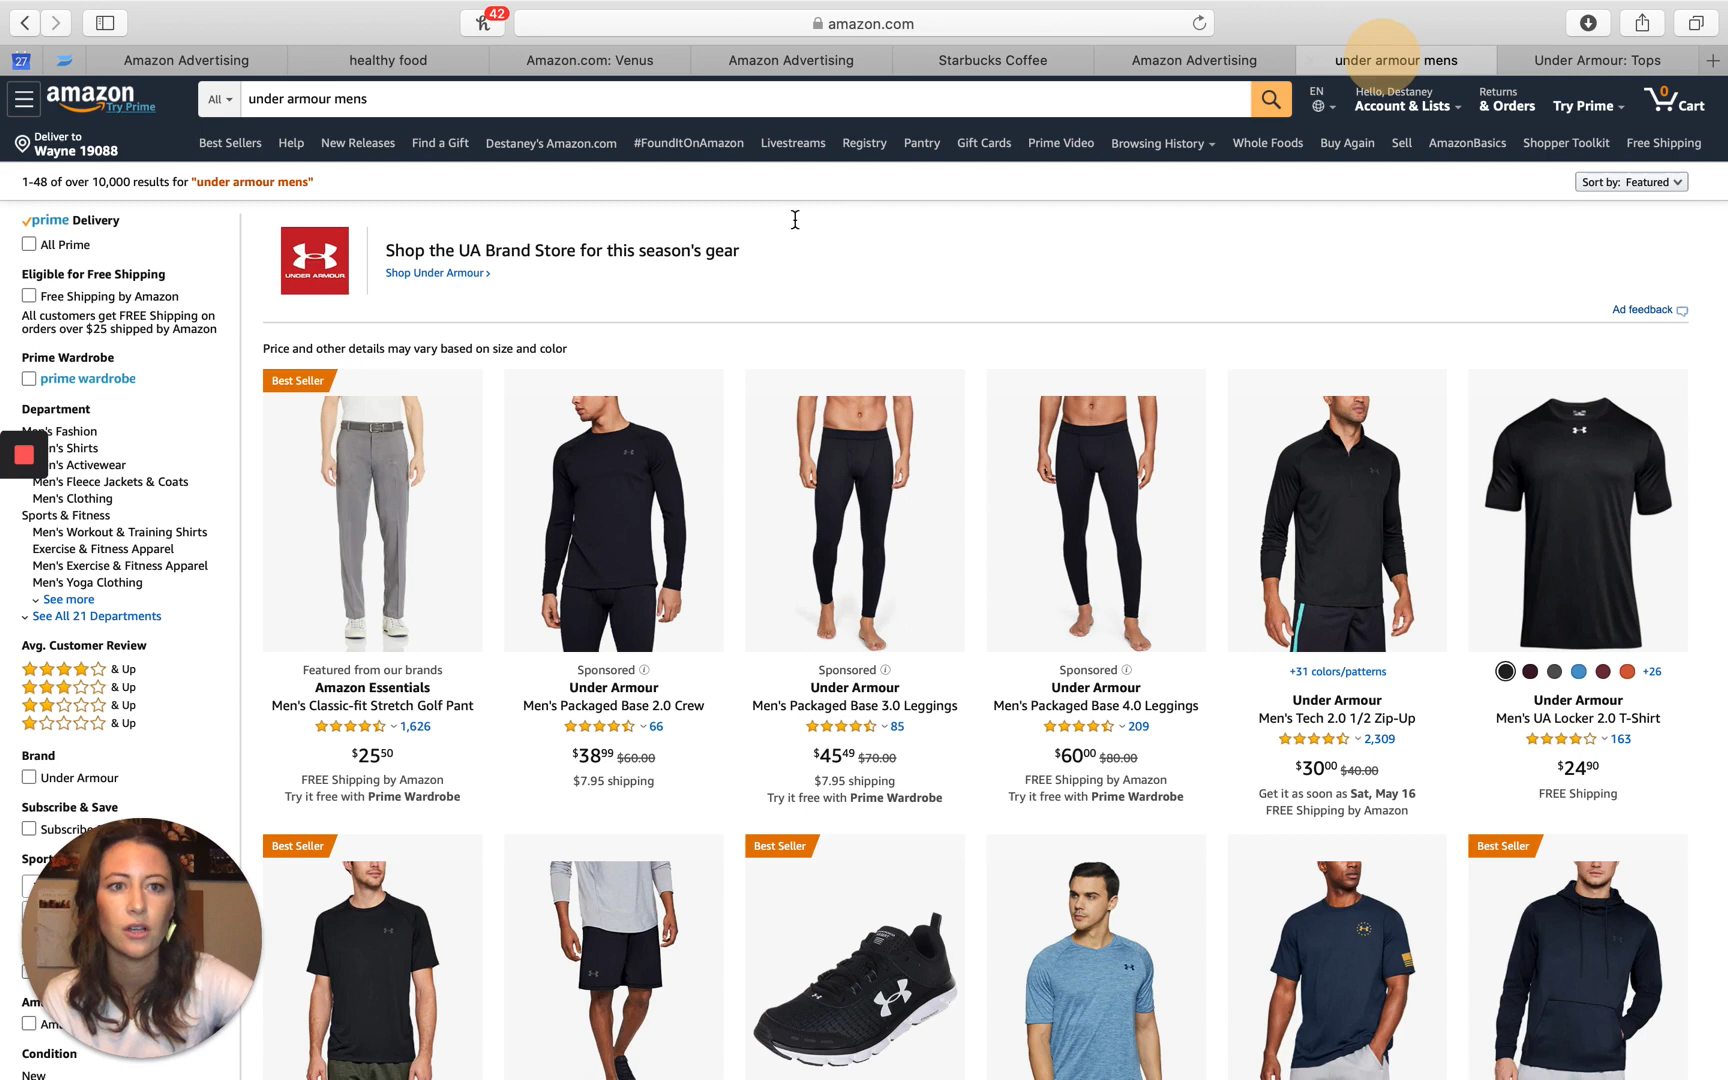 42
amazon.com
27
Amazon Advertising
healthy food
Amazon.com: Venus
Amazon Advertising
Starbucks Coffee
Amazon Advertising
under armour mens
Under Armour: Tops
amazon
Try Prime
All
under armour mens
EN
Hello, Destaney
Account & Lists
Returns
& Orders
Try Prime
0
Cart
Deliver to
Wayne 19088
Best Sellers
Help
New Releases
Find a Gift
Destaney's Amazon.com
#FoundItOnAmazon
Livestreams
Registry
Pantry
Gift Cards
Prime Video
Browsing History
Whole Foods
Buy Again
Sell
AmazonBasics
Shopper Toolkit
Free Shipping
1-48 of over 10,000 results for "under armour mens"
Sort by: Featured
prime Delivery
All Prime
Eligible for Free Shipping
Free Shipping by Amazon
All customers get FREE Shipping on
orders over $25 shipped by Amazon
Prime Wardrobe
prime wardrobe
Department
Men's Fashion
n's Shirts
n's Activewear
Men's Fleece Jackets & Coats
Men's Clothing
Sports & Fitness
Men's Workout & Training Shirts
Exercise & Fitness Apparel
Men's Exercise & Fitness Apparel
Men's Yoga Clothing
See more
See All 21 Departments
Avg. Customer Review
& Up
& Up
& Up
& Up
Brand
Under Armour
Subscribe & Save
Subscribe
Sport
Am
Am
Condition
New
UNDER ARMOUR
Shop the UA Brand Store for this season's gear
Shop Under Armour ›
Ad feedback
Price and other details may vary based on size and color
Best Seller
Featured from our brands
Amazon Essentials
Men's Classic-fit Stretch Golf Pant
1,626
$2550
FREE Shipping by Amazon
Try it free with Prime Wardrobe
Sponsored
Under Armour
Men's Packaged Base 2.0 Crew
66
$3899 $60.00
$7.95 shipping
Sponsored
Under Armour
Men's Packaged Base 3.0 Leggings
85
$4549 $70.00
$7.95 shipping
Try it free with Prime Wardrobe
Sponsored
Under Armour
Men's Packaged Base 4.0 Leggings
209
$6000 $80.00
FREE Shipping by Amazon
Try it free with Prime Wardrobe
+31 colors/patterns
Under Armour
Men's Tech 2.0 1/2 Zip-Up
2,309
$3000 $40.00
Get it as soon as Sat, May 16
FREE Shipping by Amazon
+26
Under Armour
Men's UA Locker 2.0 T-Shirt
163
$2490
FREE Shipping
Best Seller
Best Seller
Best Seller